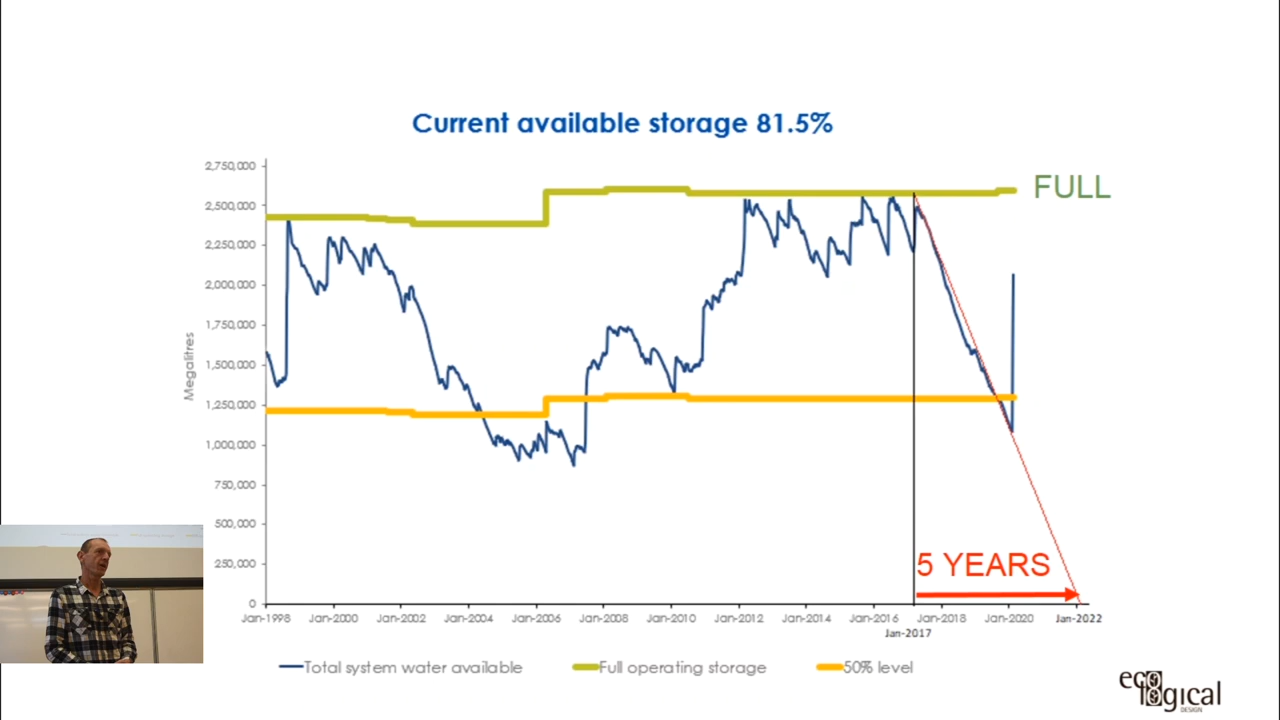 Current available storage 81.5%
2,750,000
2,500,000
2,250,000
2,000,000
1,750,000
1,500,000
1,250,000
1,000,000
750,000
500,000
250,000
0
Megalitres
FULL
5 YEARS
Jan-1998 Jan-2000 Jan-2002 Jan-2004 Jan-2006 Jan-2008 Jan-2010 Jan-2012 Jan-2014 Jan-2016 Jan-2018 Jan-2020 Jan-2022
Jan-2017
Total system water available Full operating storage 50% level
ecological
DESIGN